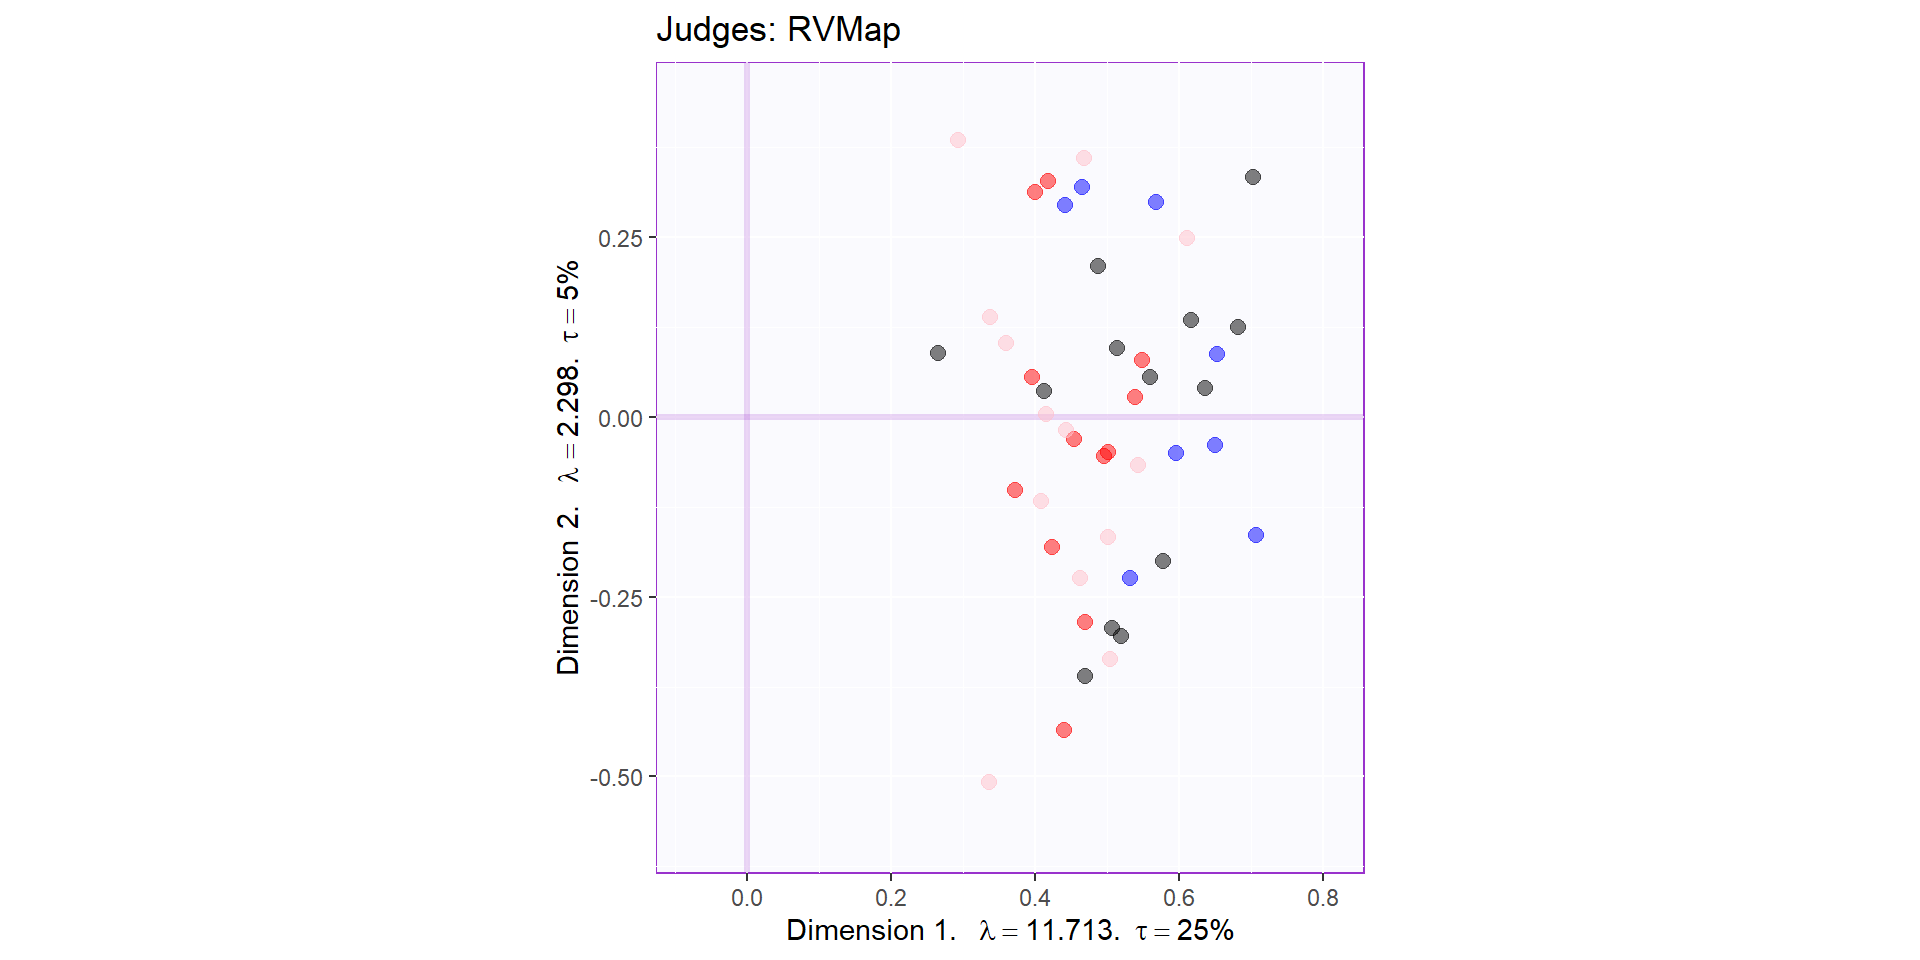 Judges: RVMap
0.25
0.00
-0.25
-0.50
Dimension 2. λ = 2.298. τ = 5%
0.0 0.2 0.4 0.6 0.8
Dimension 1. λ = 11.713. τ = 25%